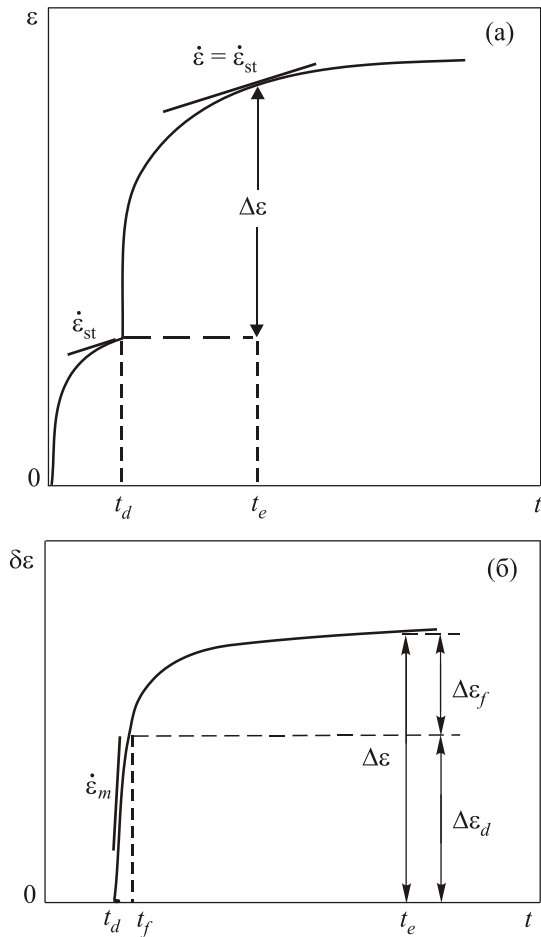 ε
(а)
ε̇ = ε̇st
Δε
ε̇st
0
td te t
δε
(б)
Δεf
Δε
ε̇m
Δεd
0
td tf te t